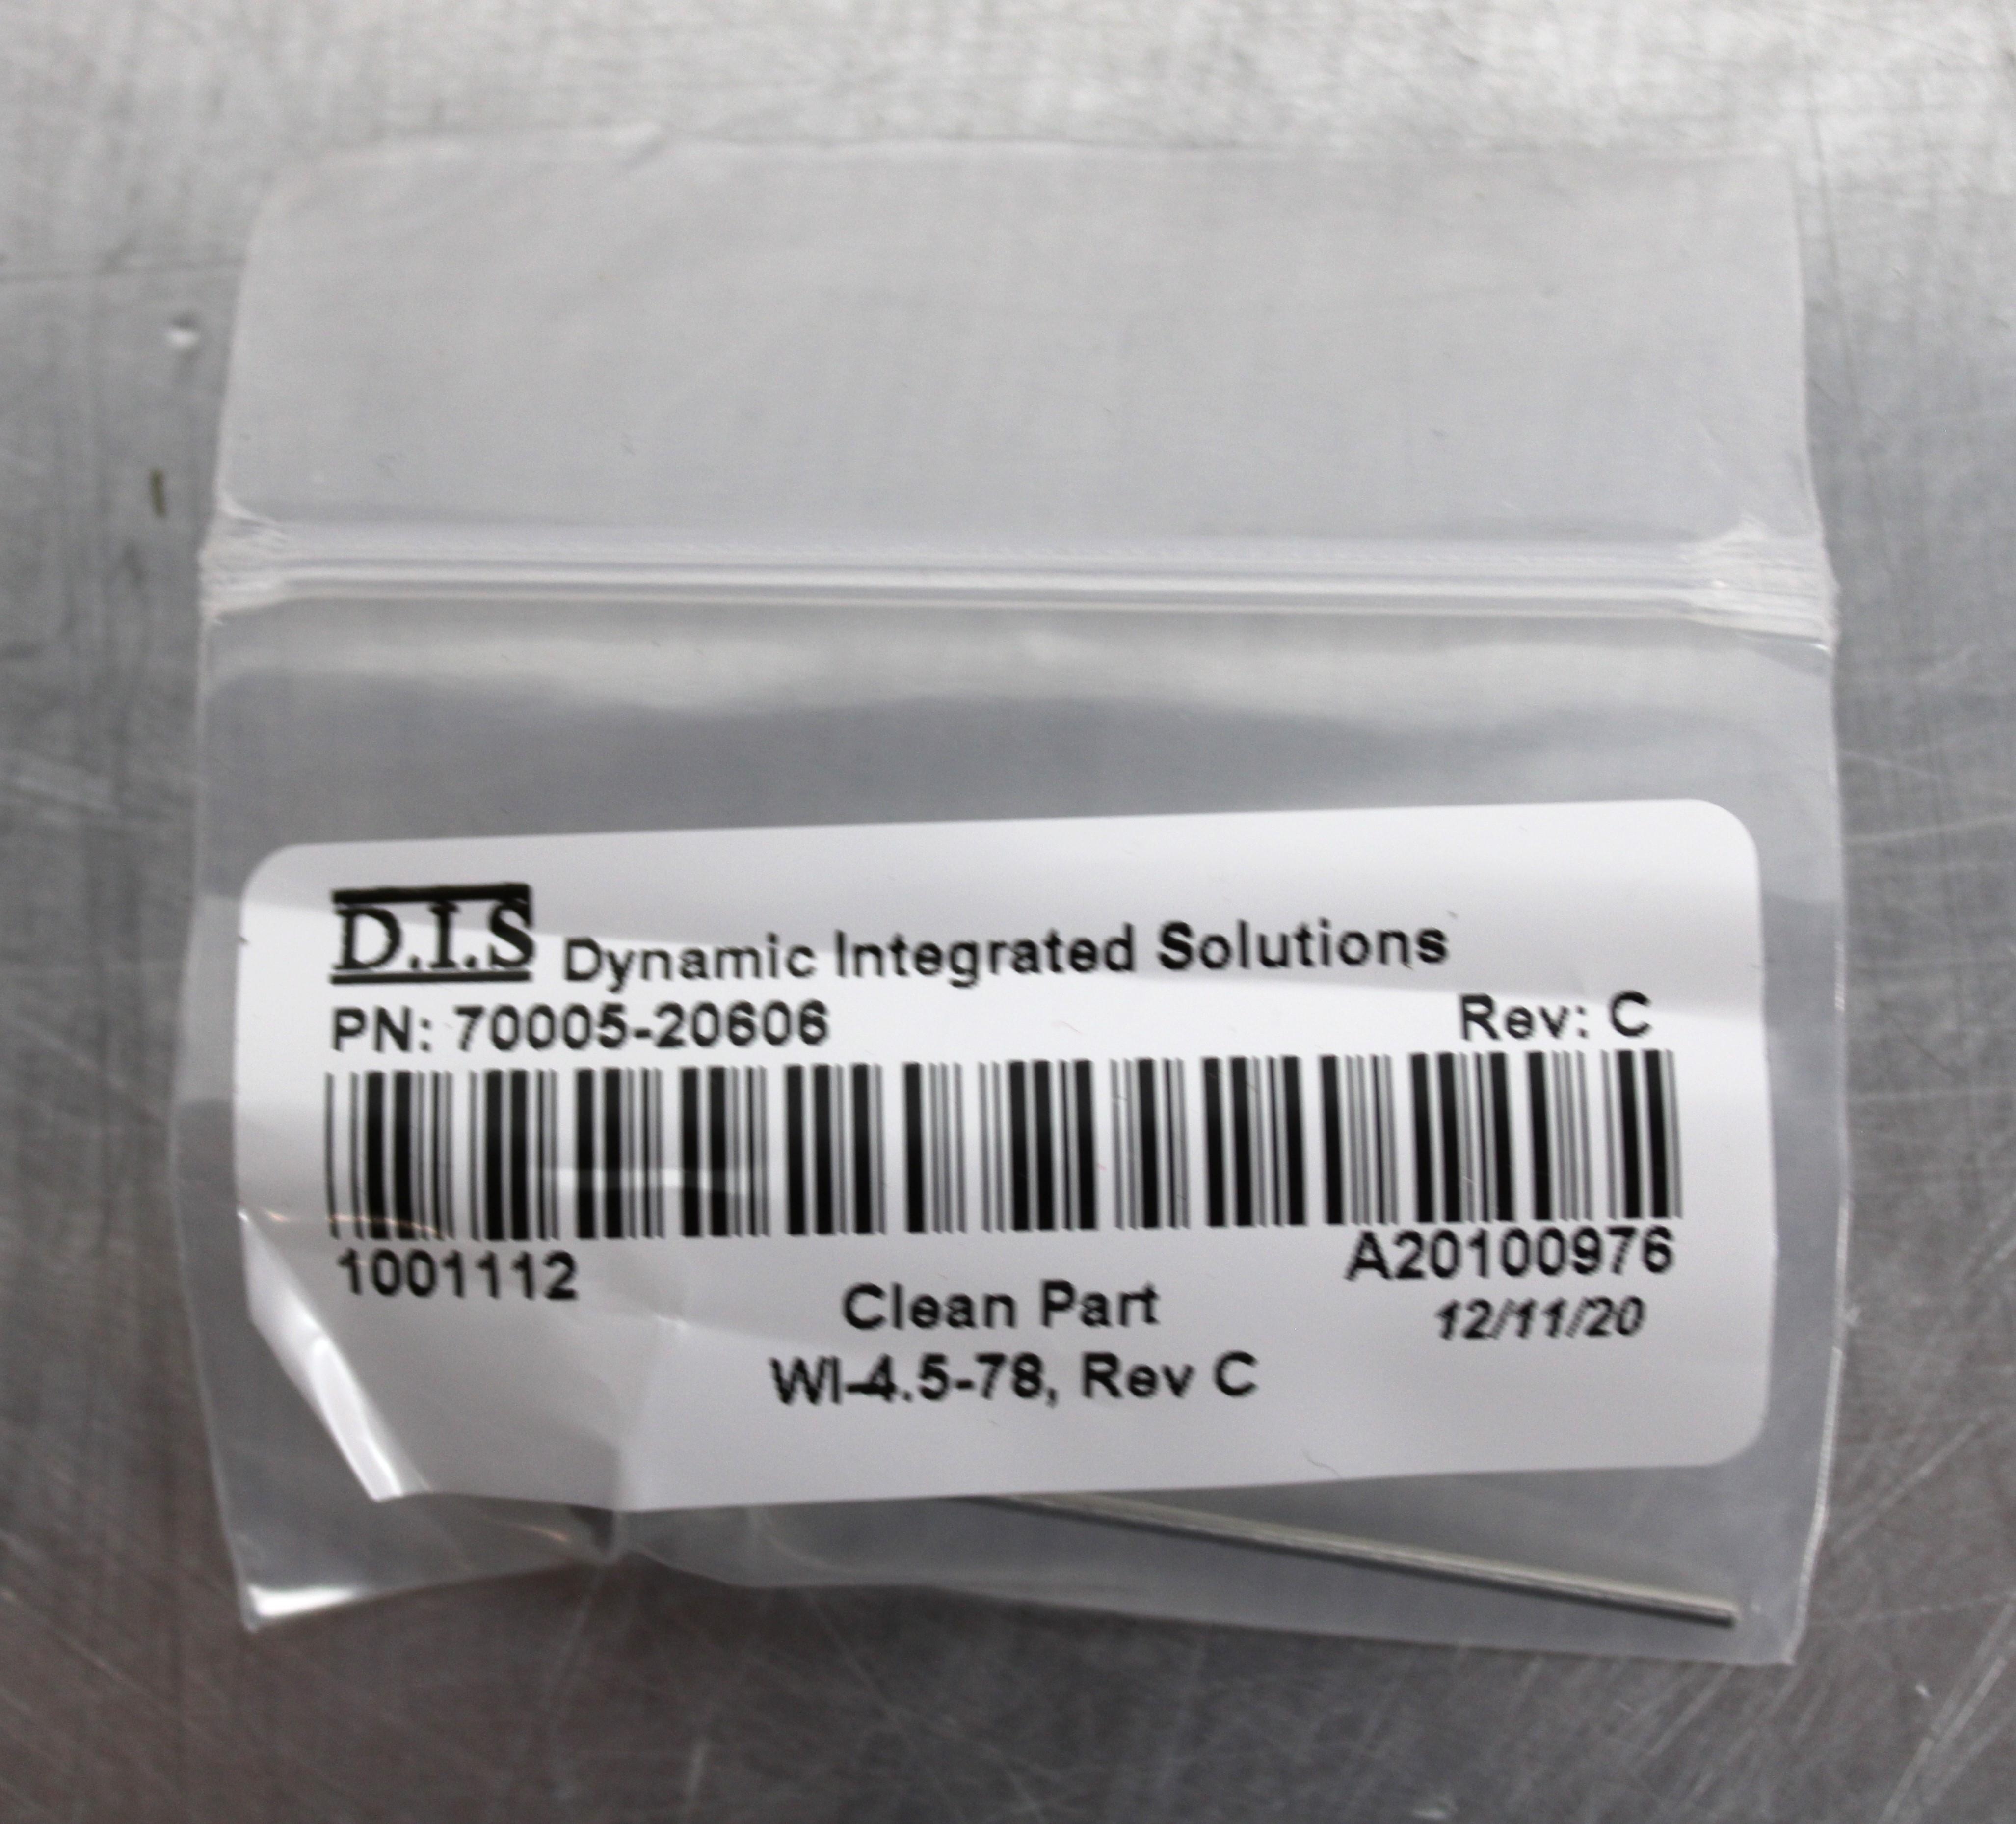 D.I.S Dynamic Integrated Solutions
PN: 70005-20606 Rev: C
1001112 A20100976
Clean Part 12/11/20
WI-4.5-78, Rev C